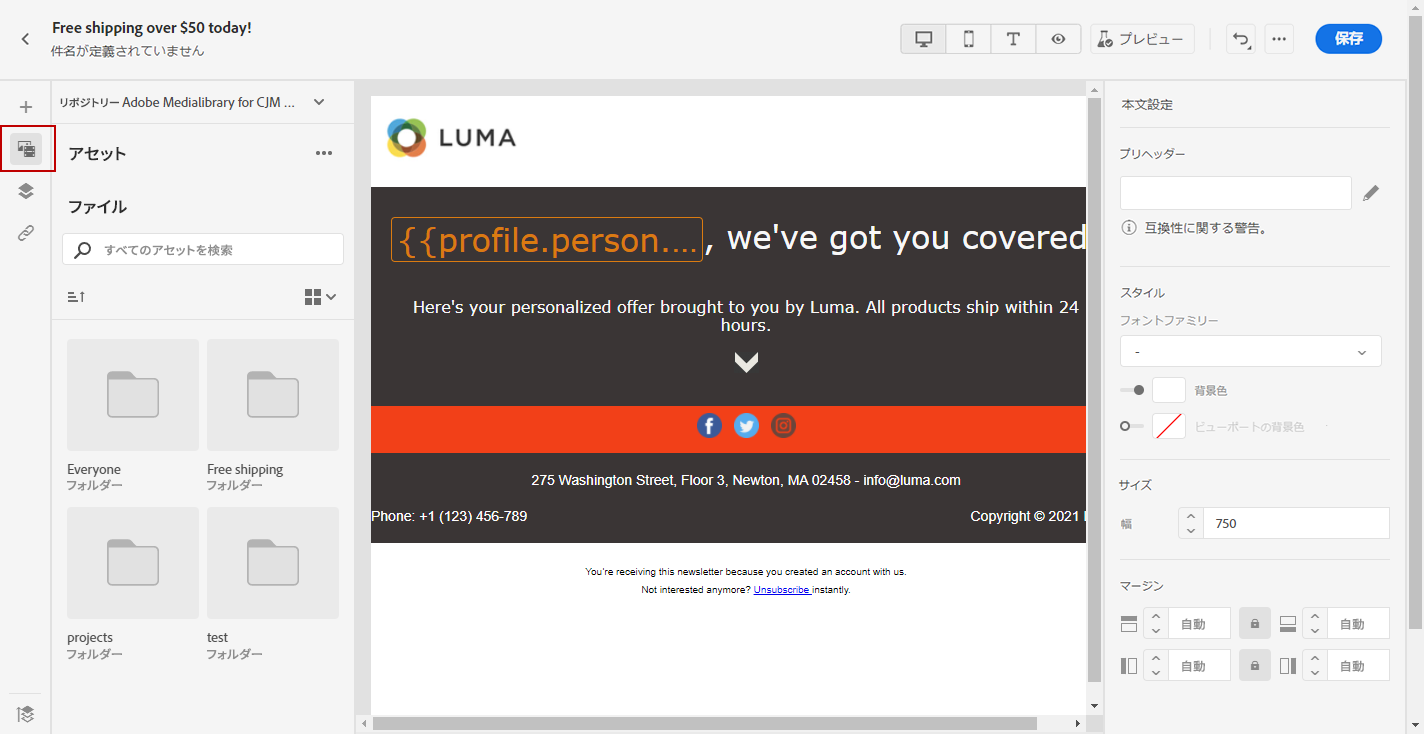 Free shipping over $50 today!
件名が定義されていません
プレビュー
保存
リポジトリー Adobe Medialibrary for CJM ...
アセット
ファイル
すべてのアセットを検索
Everyone
フォルダー
Free shipping
フォルダー
projects
フォルダー
test
フォルダー
LUMA
{{profile.person.... , we've got you covered
Here's your personalized offer brought to you by Luma. All products ship within 24
hours.
275 Washington Street, Floor 3, Newton, MA 02458 - info@luma.com
Phone: +1 (123) 456-789
Copyright © 2021
You're receiving this newsletter because you created an account with us.
Not interested anymore? Unsubscribe instantly.
本文設定
プリヘッダー
互換性に関する警告。
スタイル
フォントファミリー
-
背景色
ビューポートの背景色
サイズ
幅
750
マージン
自動
自動
自動
自動